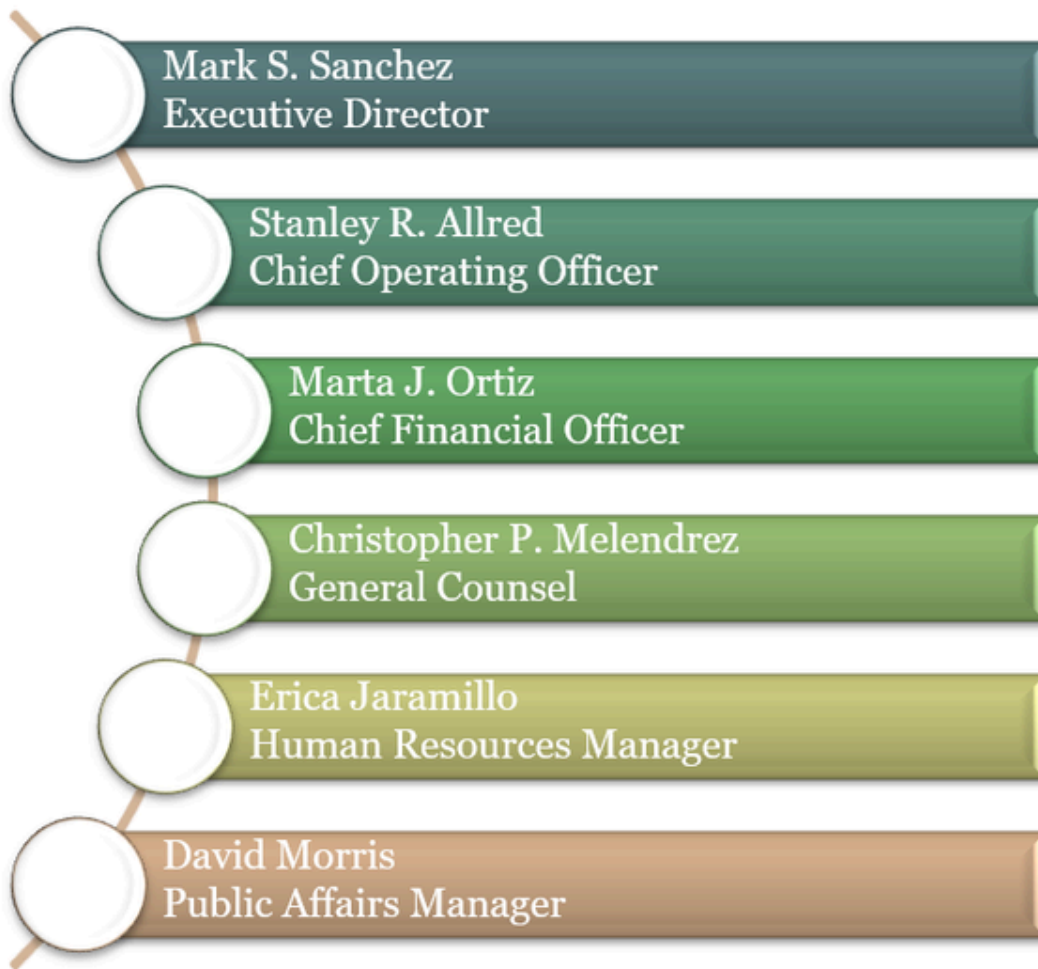 Mark S. Sanchez
Executive Director
Stanley R. Allred
Chief Operating Officer
Marta J. Ortiz
Chief Financial Officer
Christopher P. Melendrez
General Counsel
Erica Jaramillo
Human Resources Manager
David Morris
Public Affairs Manager